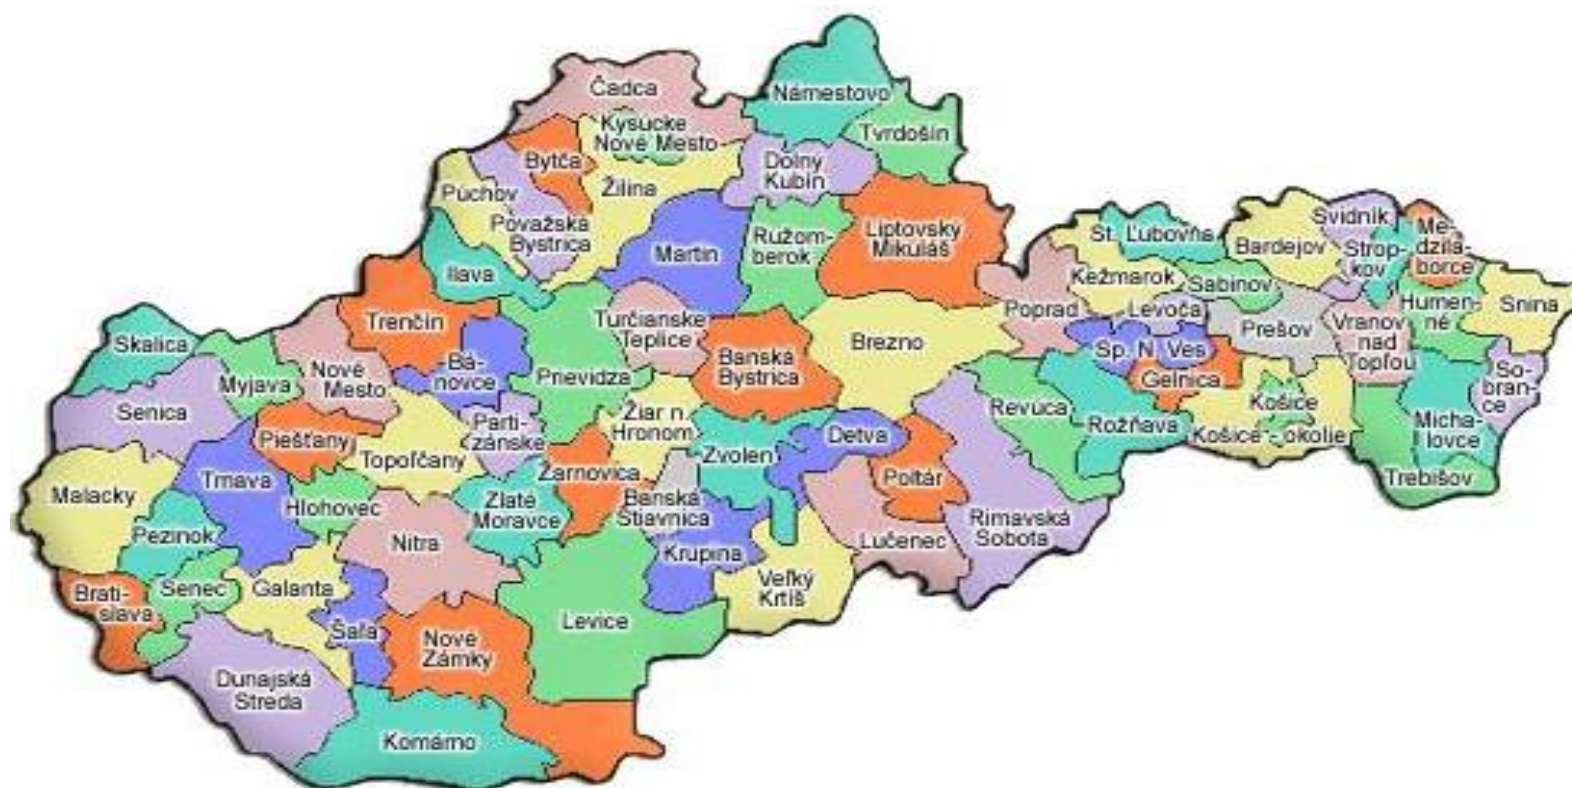 Čadca
Námestovo
Kysucke
Nové Mesto
Tvrdošín
Bytča
Dolny
Kubín
Púchov
Žilina
Považská
Bystrica
Svidník
Me-
dzila-
borce
St. Ľubovňa
Bardejov
Strop-
kov
Martin
Ružom-
berok
Liptovský
Mikuláš
Ilava
Kežmarok
Sabinov
Humen-
né
Snina
Trenčín
Turčianske
Teplice
Poprad
Levoča
Prešov
Vranov
nad
Topľou
Skalica
Brezno
Sp. N. Ves
Bá-
novce
Banská
Bystrica
Nové
Mesto
Myjava
Prievidza
Gelnica
So-
bran-
ce
Senica
Revúca
Košice
Parti-
zánske
Žiar n.
Hronom
Rožňava
Micha-
lovce
Piešťany
Detva
Košice - okolie
Topoľčany
Zvolen
Trnava
Žarnovica
Poltár
Trebišov
Malacky
Hlohovec
Zlaté
Moravce
Banská
Štiavnica
Rimavská
Sobota
Pezinok
Nitra
Krupina
Lučenec
Senec
Galanta
Veľký
Krtíš
Brati-
slava
Šaľa
Levice
Nové
Zámky
Dunajská
Streda
Komárno